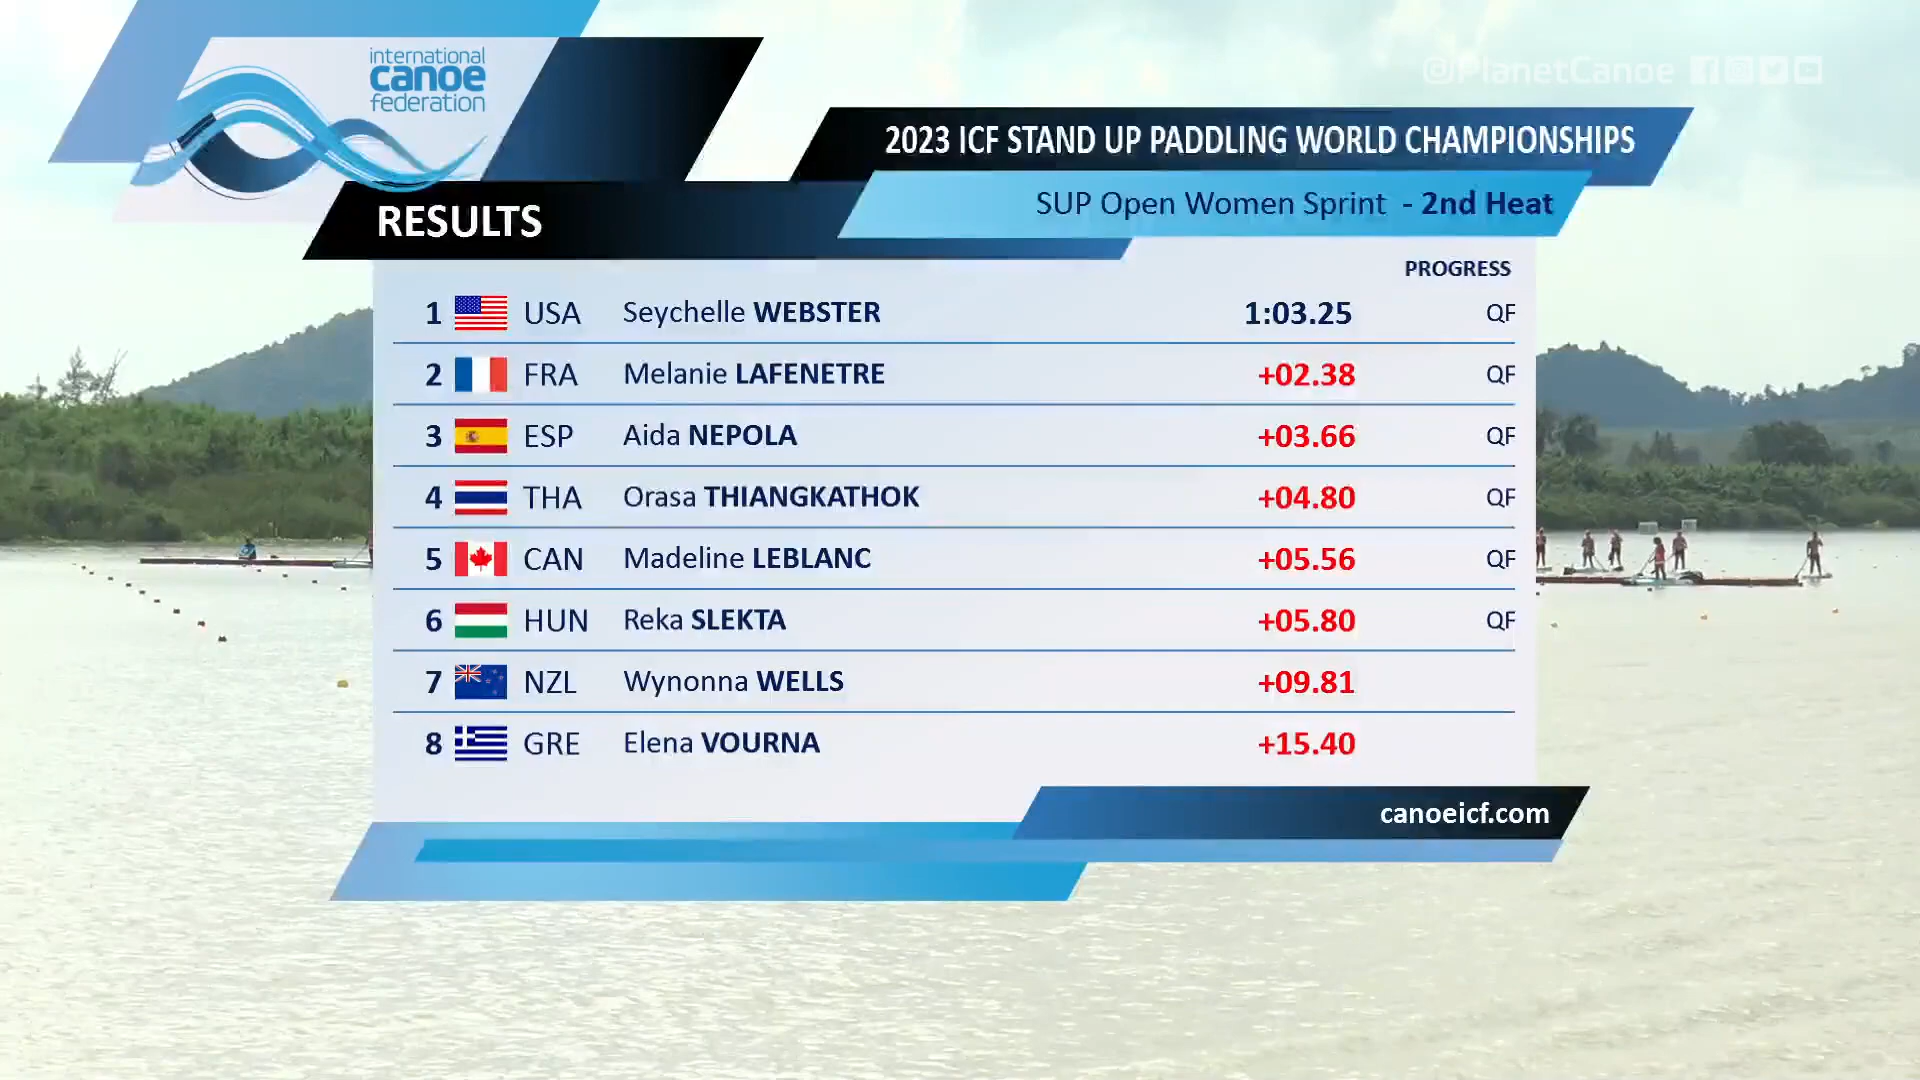 international
canoe
federation
@PlanetCanoe
2023 ICF STAND UP PADDLING WORLD CHAMPIONSHIPS
SUP Open Women Sprint - 2nd Heat
RESULTS
PROGRESS
1 USA Seychelle WEBSTER 1:03.25 QF
2 FRA Melanie LAFENETRE +02.38 QF
3 ESP Aida NEPOLA +03.66 QF
4 THA Orasa THIANGKATHOK +04.80 QF
5 CAN Madeline LEBLANC +05.56 QF
6 HUN Reka SLEKTA +05.80 QF
7 NZL Wynonna WELLS +09.81
8 GRE Elena VOURNA +15.40
canoeicf.com